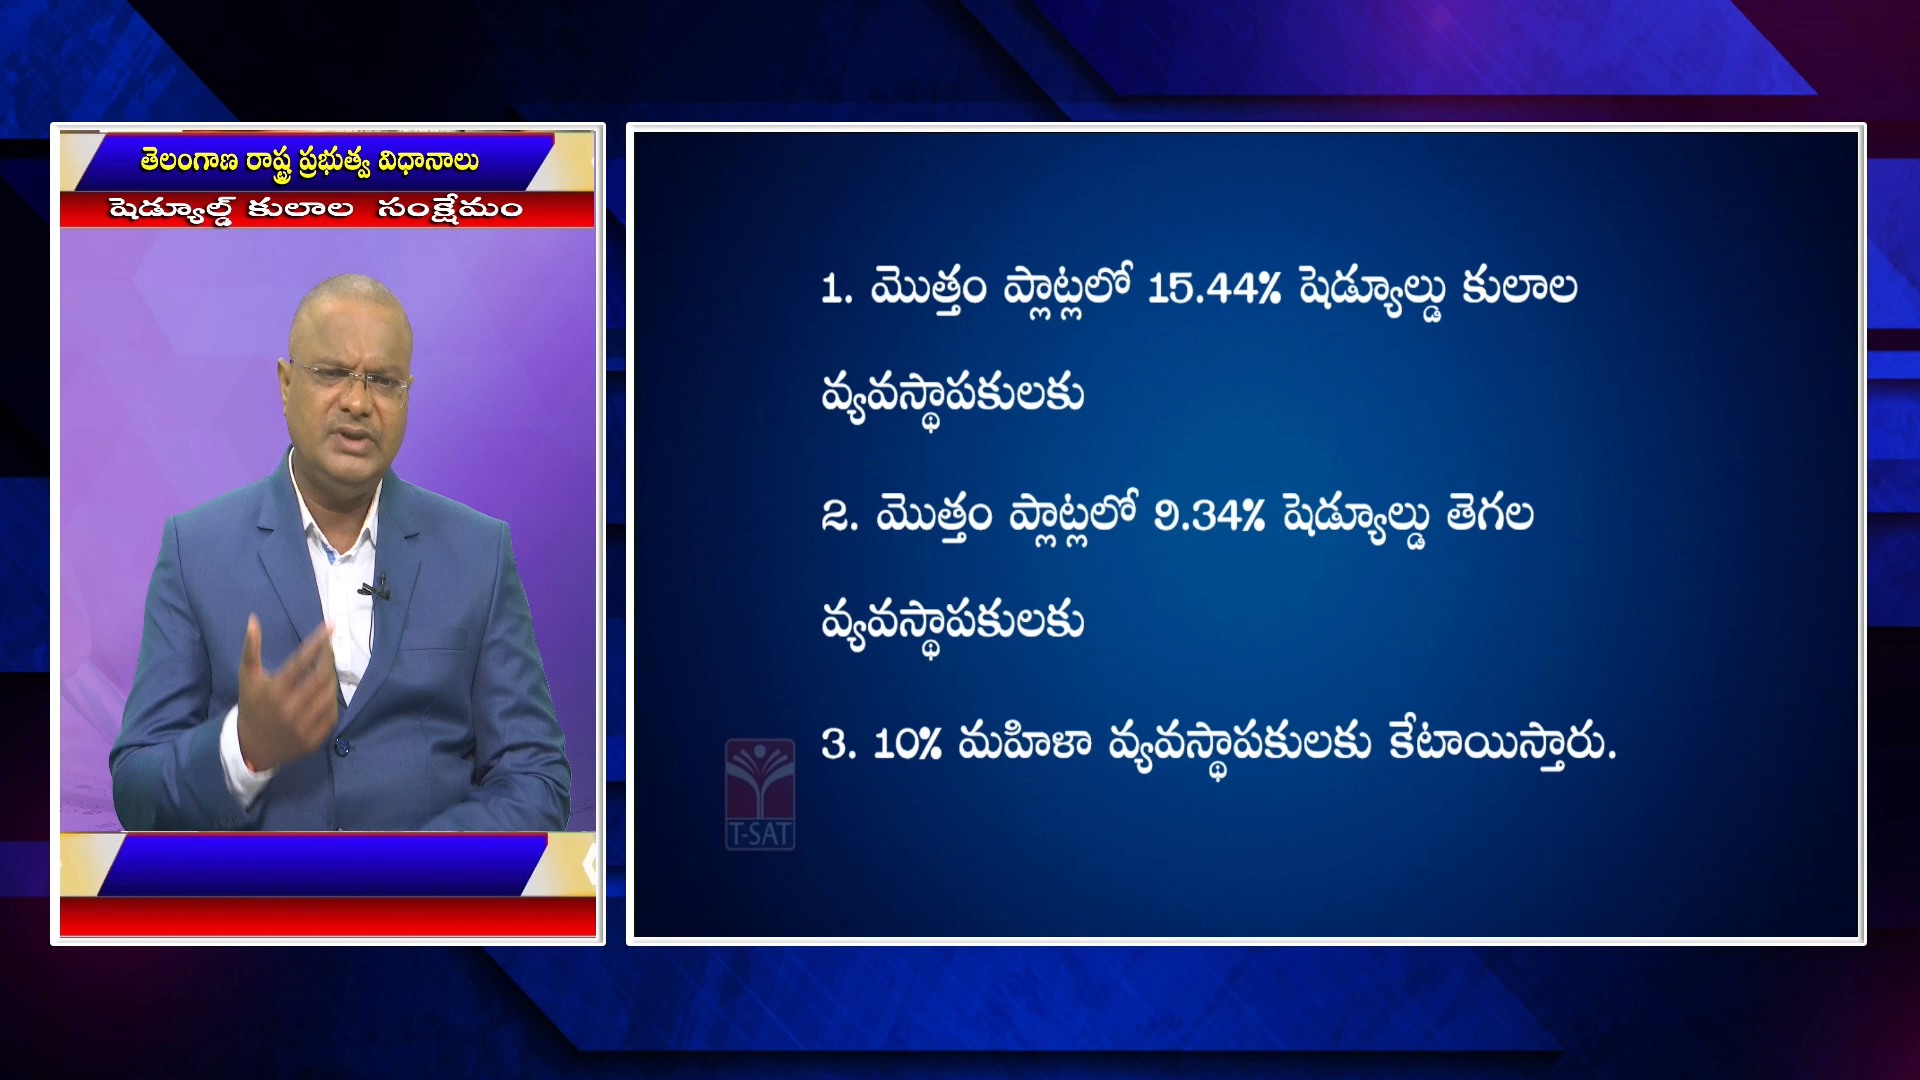 తెలంగాణ రాష్ట్ర ప్రభుత్వ విధానాలు
షెడ్యూల్డ్ కులాల సంక్షేమం
1. మొత్తం ప్లాట్లలో 15.44% షెడ్యూల్డు కులాల
వ్యవస్థాపకులకు
2. మొత్తం ప్లాట్లలో 9.34% షెడ్యూల్డు తెగల
వ్యవస్థాపకులకు
3. 10% మహిళా వ్యవస్థాపకులకు కేటాయిస్తారు.
T-SAT